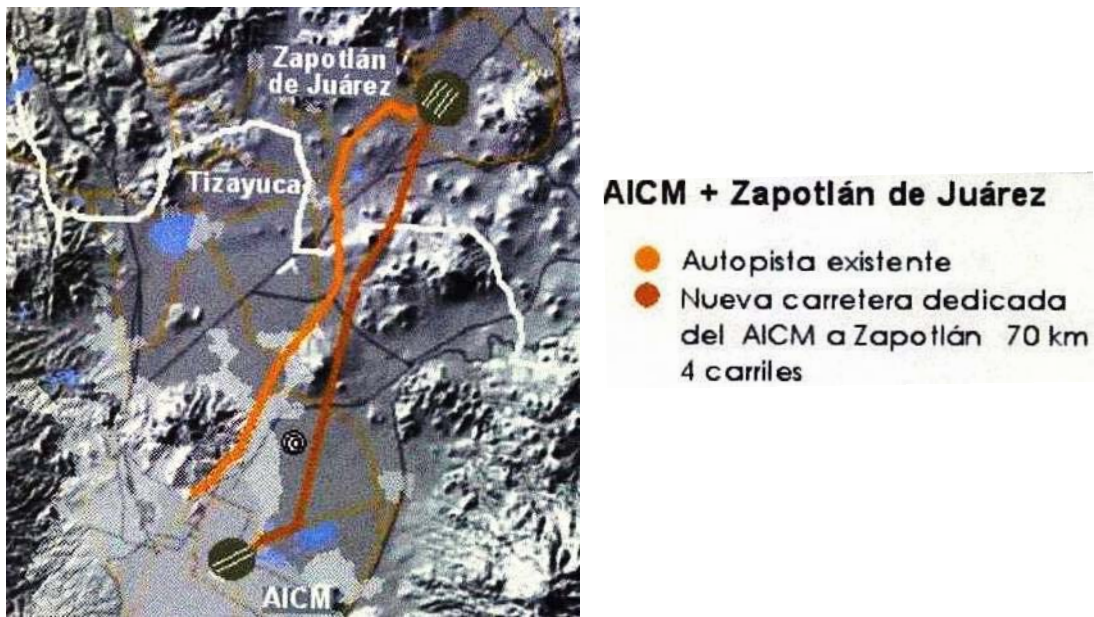 Zapotlán
de Juárez
Tizayuca
AICM
AICM + Zapotlán de Juárez
Autopista existente
Nueva carretera dedicada
del AICM a Zapotlán 70 km
4 carriles